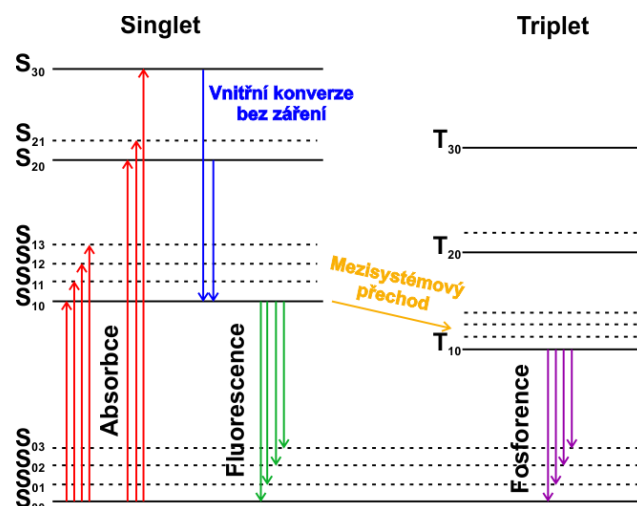 Singlet
Triplet
S30
Vnitřní konverze
bez záření
S21
S20
T30
S13
S12
S11
S10
T20
Mezisystémový
přechod
T10
Absorbce
Fluorescence
Fosforence
S03
S02
S01